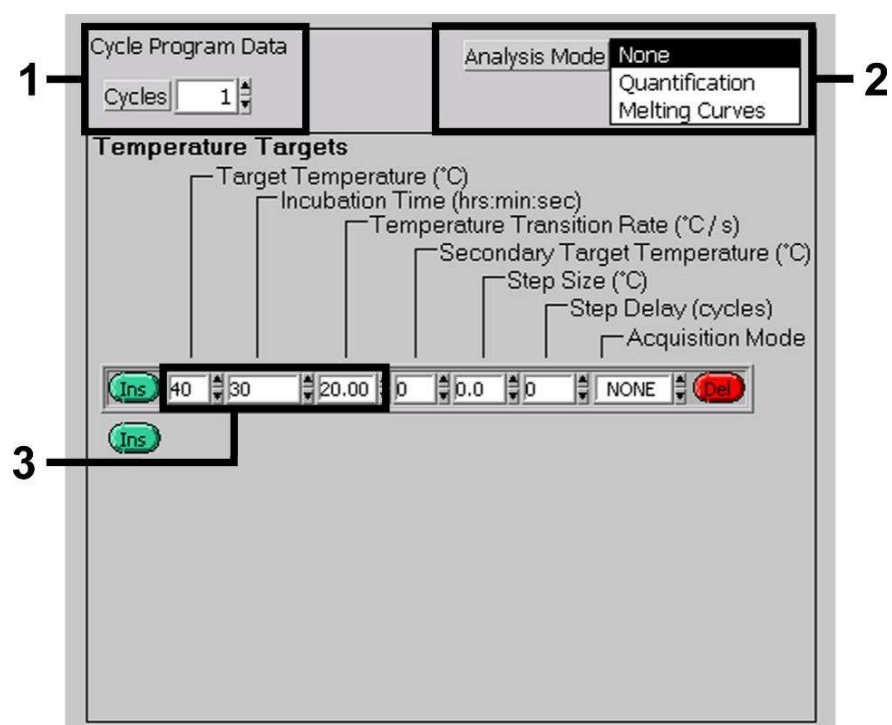 Cycle Program Data
1
Cycles 1
Analysis Mode None
Quantification
Melting Curves
2
Temperature Targets
Target Temperature (°C)
Incubation Time (hrs:min:sec)
Temperature Transition Rate (°C / s)
Secondary Target Temperature (°C)
Step Size (°C)
Step Delay (cycles)
Acquisition Mode
Ins 40 30 20.00 0 0.0 0 NONE Del
Ins
3